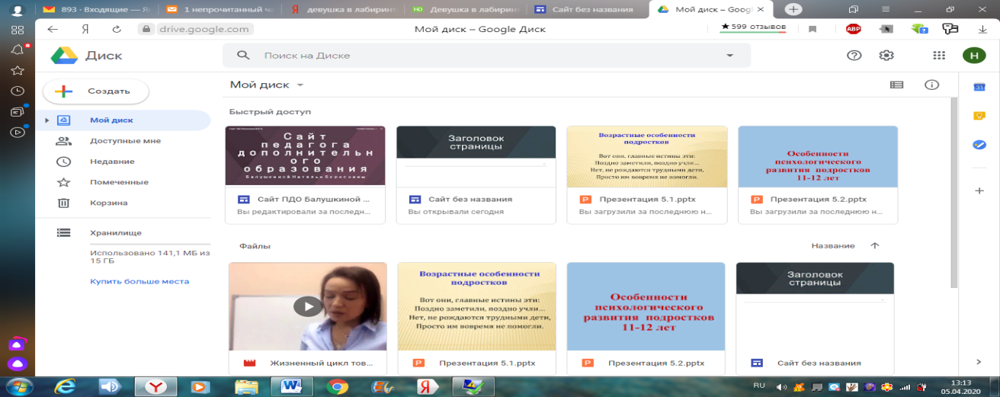 893 · Входящие — Я
1 непрочитанный ча
девушка в лабиринт
Девушка в лабиринт
Сайт без названия
Мой диск – Googl
drive.google.com
Мой диск – Google Диск
★ 599 отзывов
ABP
Диск
Поиск на Диске
Н
Создать
Мой диск
Мой диск
Доступные мне
Недавние
Помеченные
Корзина
Хранилище
Использовано 141,1 МБ из
15 ГБ
Купить больше места
Быстрый доступ
Сайт
педагога
дополнительн
ого
образования
Балушкиной Натальи Борисовны
Сайт ПДО Балушкиной ...
Вы редактировали за последн...
Заголовок
страницы
Сайт без названия
Вы открывали сегодня
Возрастные особенности
подростков
Вот они, главные истины эти:
Поздно заметили, поздно учли...
Нет, не рождаются трудными дети,
Просто им вовремя не помогли.
Презентация 5.1.pptx
Вы загрузили за последнюю н...
Особенности
психологического
развития подростков
11-12 лет
Презентация 5.2.pptx
Вы загрузили за последнюю н...
Файлы
Название
Жизненный цикл тов...
Возрастные особенности
подростков
Вот они, главные истины эти:
Поздно заметили, поздно учли...
Нет, не рождаются трудными дети,
Просто им вовремя не помогли.
Презентация 5.1.pptx
Особенности
психологического
развития подростков
11-12 лет
Презентация 5.2.pptx
Заголовок
страницы
Сайт без названия
31
RU
13:13
05.04.2020